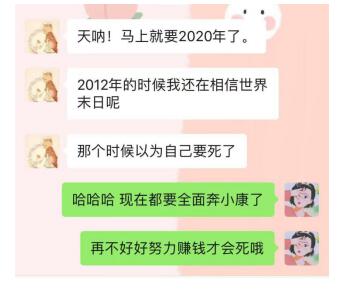 天呐！马上就要2020年了。
2012年的时候我还在相信世界
末日呢
那个时候以为自己要死了
哈哈哈 现在都要全面奔小康了
再不好好努力赚钱才会死哦